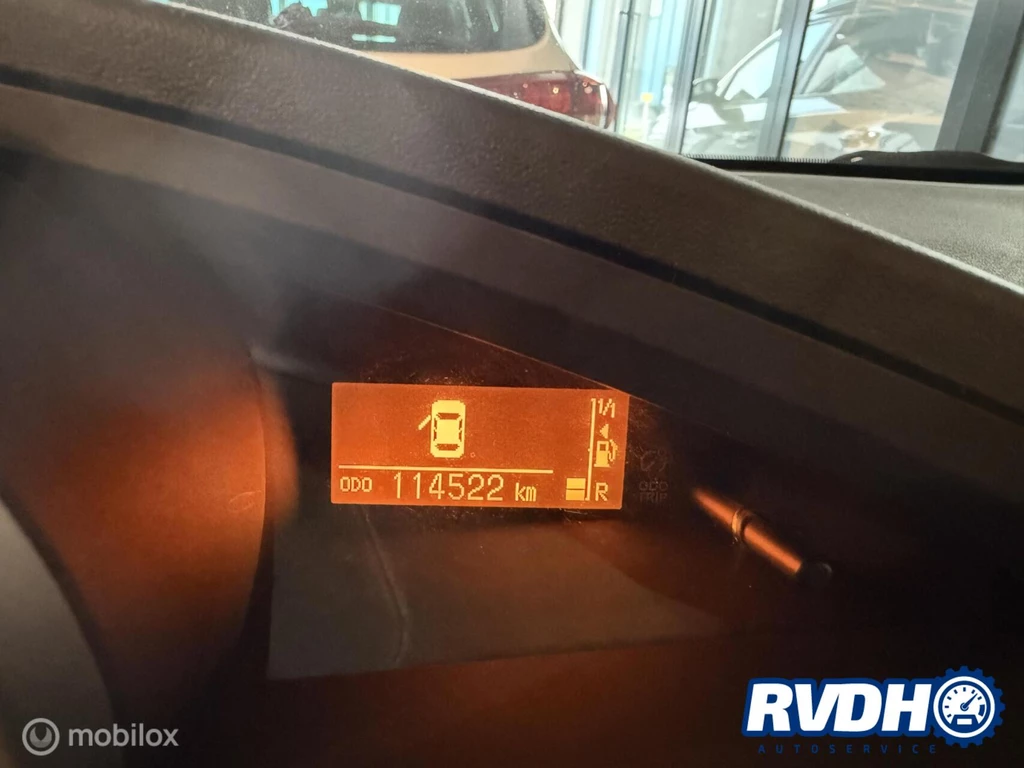 1/1
ODO 114522 km R
ODO
TRIP
RVDH
AUTOSERVICE
mobilox